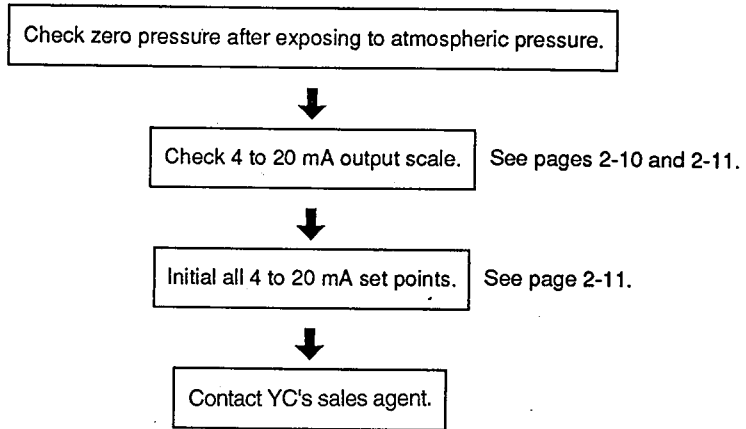 Check zero pressure after exposing to atmospheric pressure.
Check 4 to 20 mA output scale. See pages 2-10 and 2-11.
Initial all 4 to 20 mA set points. See page 2-11.
Contact YC's sales agent.